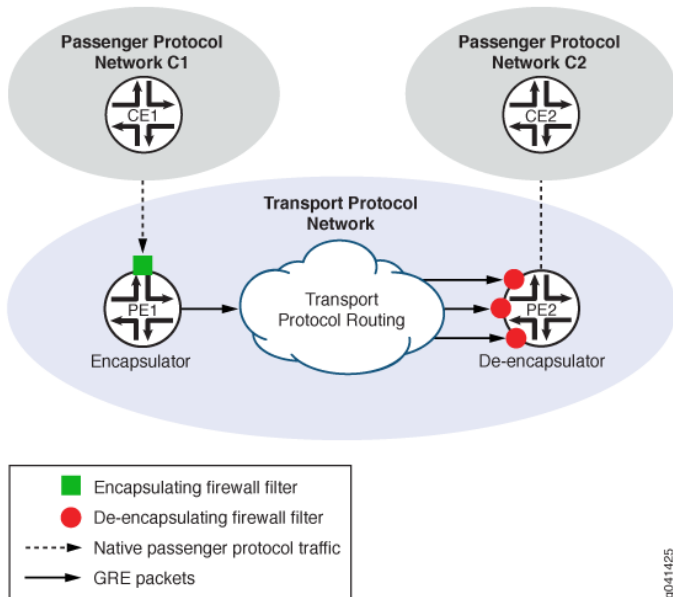 Passenger Protocol
Network C1
CE1
Passenger Protocol
Network C2
CE2
Transport Protocol
Network
PE1
Encapsulator
Transport
Protocol Routing
PE2
De-encapsulator
Encapsulating firewall filter
De-encapsulating firewall filter
Native passenger protocol traffic
GRE packets
g041425